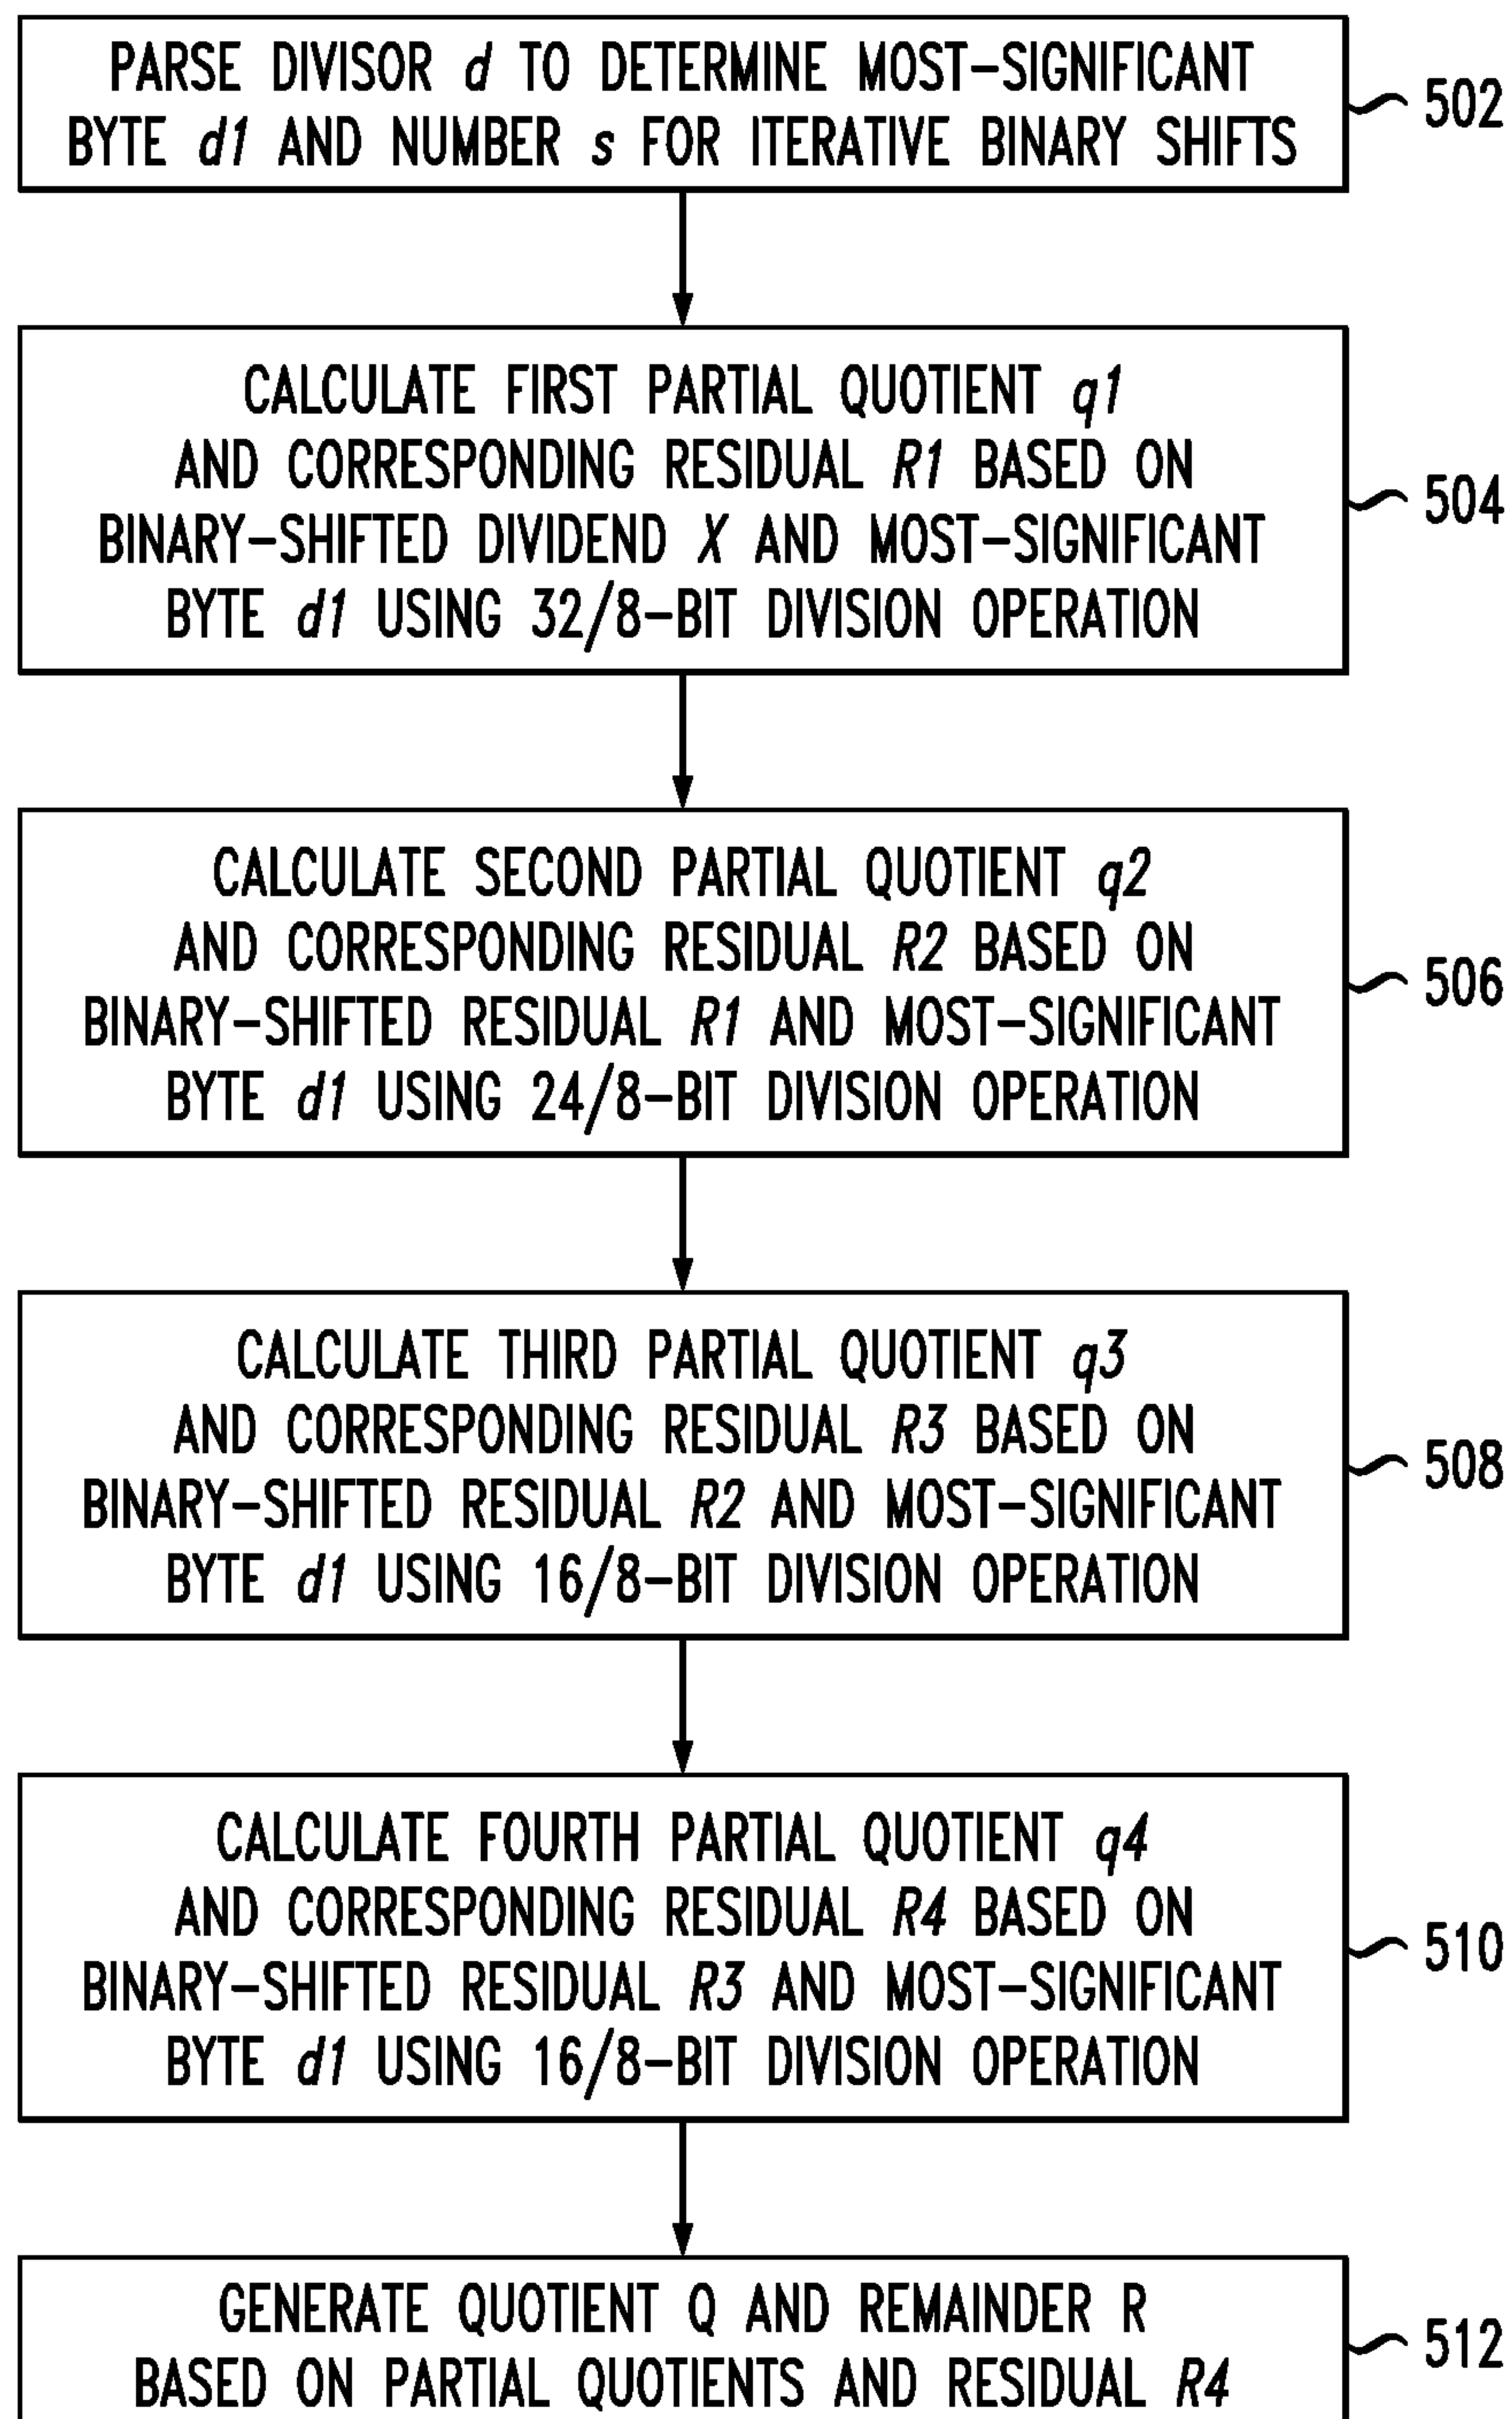 PARSE DIVISOR d TO DETERMINE MOST-SIGNIFICANT
BYTE d1 AND NUMBER s FOR ITERATIVE BINARY SHIFTS
502
CALCULATE FIRST PARTIAL QUOTIENT q1
AND CORRESPONDING RESIDUAL R1 BASED ON
BINARY-SHIFTED DIVIDEND X AND MOST-SIGNIFICANT
BYTE d1 USING 32/8-BIT DIVISION OPERATION
504
CALCULATE SECOND PARTIAL QUOTIENT q2
AND CORRESPONDING RESIDUAL R2 BASED ON
BINARY-SHIFTED RESIDUAL R1 AND MOST-SIGNIFICANT
BYTE d1 USING 24/8-BIT DIVISION OPERATION
506
CALCULATE THIRD PARTIAL QUOTIENT q3
AND CORRESPONDING RESIDUAL R3 BASED ON
BINARY-SHIFTED RESIDUAL R2 AND MOST-SIGNIFICANT
BYTE d1 USING 16/8-BIT DIVISION OPERATION
508
CALCULATE FOURTH PARTIAL QUOTIENT q4
AND CORRESPONDING RESIDUAL R4 BASED ON
BINARY-SHIFTED RESIDUAL R3 AND MOST-SIGNIFICANT
BYTE d1 USING 16/8-BIT DIVISION OPERATION
510
GENERATE QUOTIENT Q AND REMAINDER R
BASED ON PARTIAL QUOTIENTS AND RESIDUAL R4
512